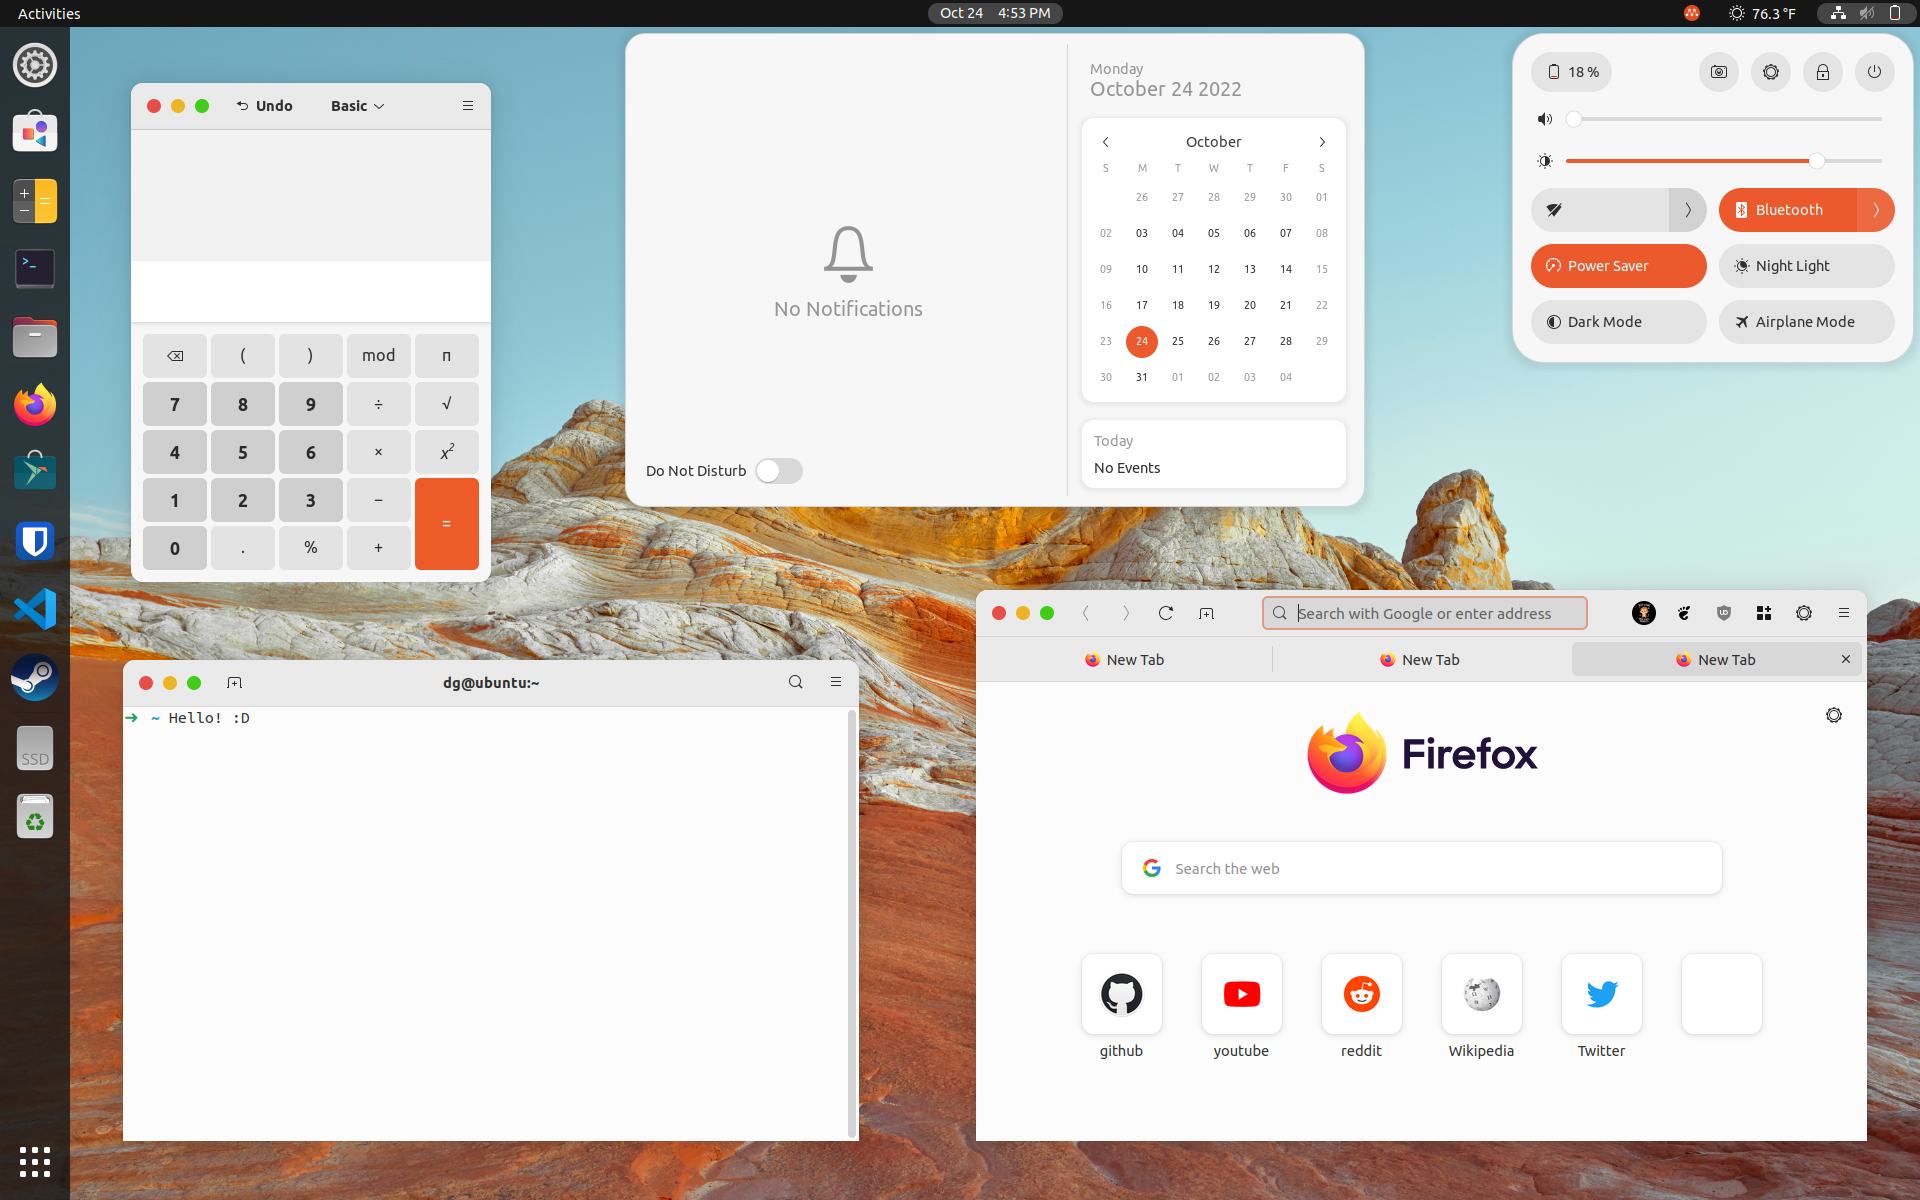 Activities
Oct 24 4:53 PM
76.3 °F
Undo
Basic
( ) mod π
7 8 9 ÷ √
4 5 6 × x²
1 2 3 −
=
0 . % +
No Notifications
Do Not Disturb
Monday
October 24 2022
October
S M T W T F S
26 27 28 29 30 01
02 03 04 05 06 07 08
09 10 11 12 13 14 15
16 17 18 19 20 21 22
23 24 25 26 27 28 29
30 31 01 02 03 04
Today
No Events
18 %
Bluetooth
Power Saver
Night Light
Dark Mode
Airplane Mode
>_
SSD
dg@ubuntu:~
➜ ~ Hello! :D
Search with Google or enter address
New Tab
New Tab
New Tab
Firefox
Search the web
github
youtube
reddit
Wikipedia
Twitter